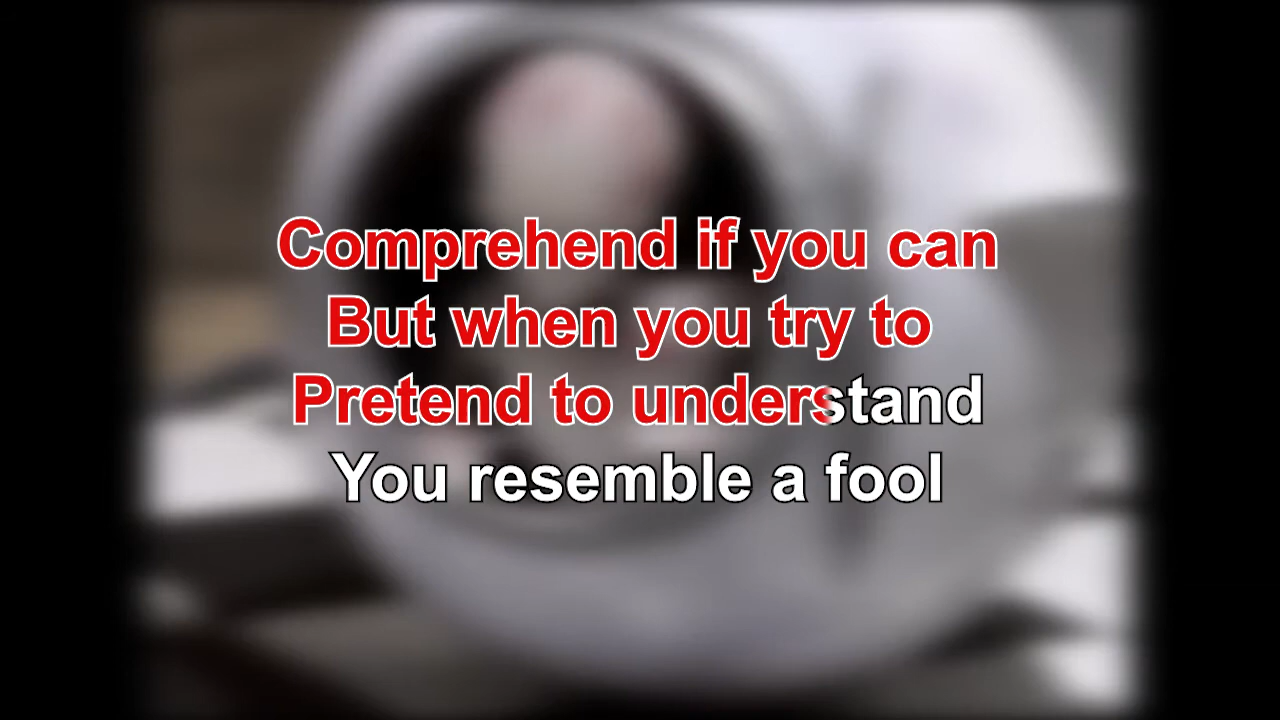 Comprehend if you can
But when you try to
Pretend to understand
You resemble a fool